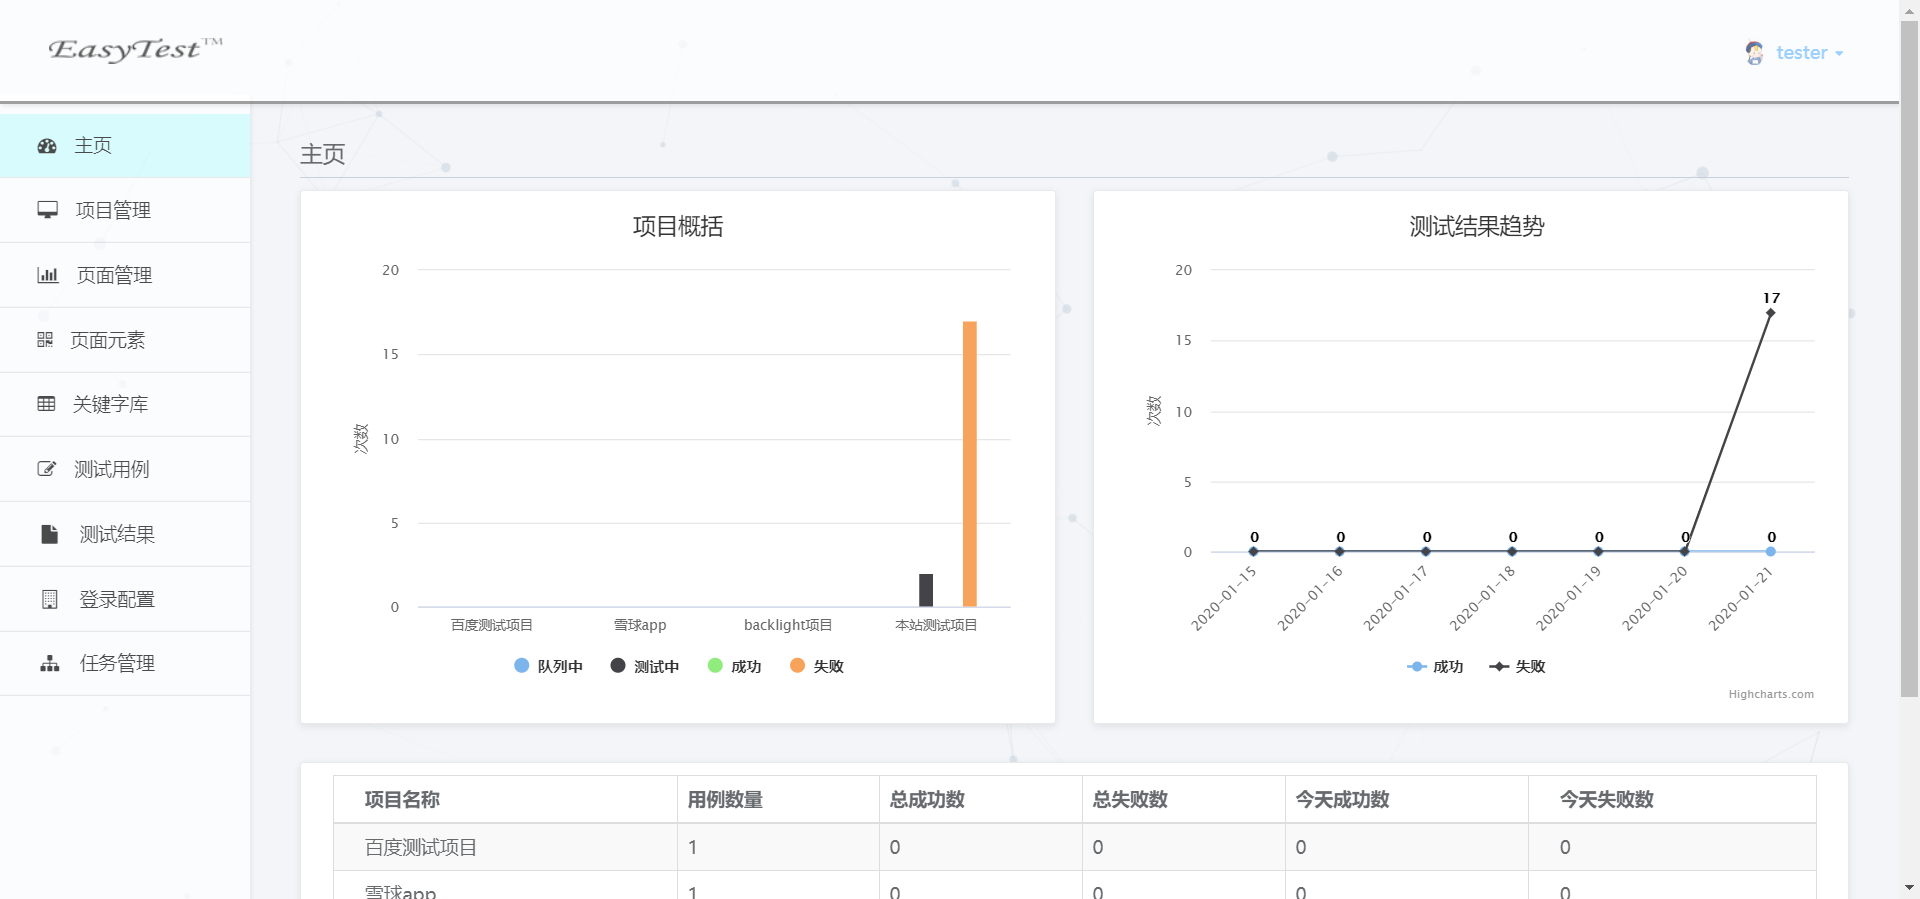 EasyTest™
tester
主页
项目管理
页面管理
页面元素
关键字库
测试用例
测试结果
登录配置
任务管理
主页
项目概括
20
15
10
5
0
次数
百度测试项目 雪球app backlight项目 本站测试项目
队列中 测试中 成功 失败
测试结果趋势
20
15
10
5
0
次数
17
0 0 0 0 0 0 0
2020-01-15 2020-01-16 2020-01-17 2020-01-18 2020-01-19 2020-01-20 2020-01-21
成功 失败
Highcharts.com
项目名称 用例数量 总成功数 总失败数 今天成功数 今天失败数
百度测试项目 1 0 0 0 0
雪球app 1 0 0 0 0